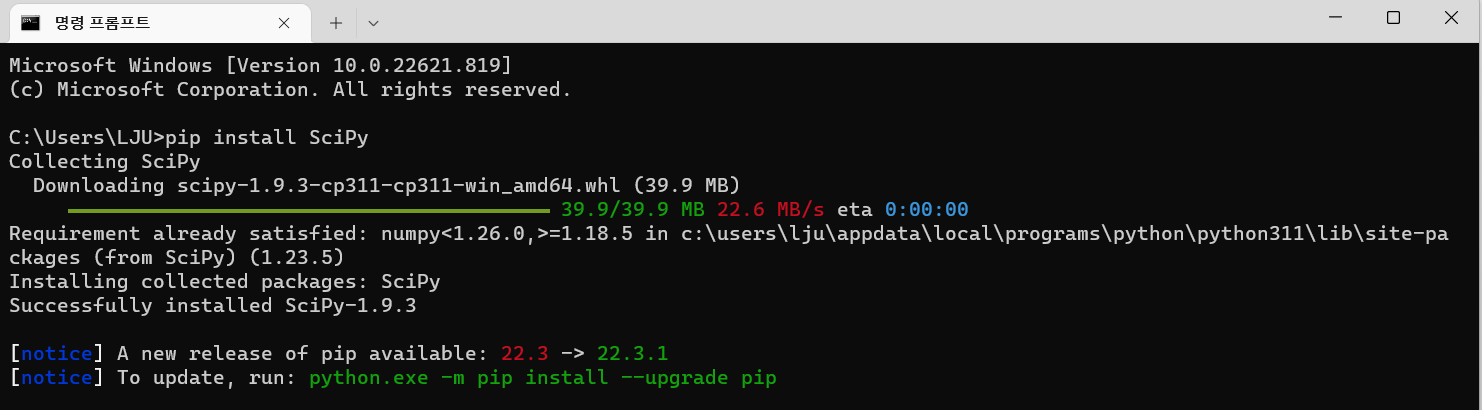 명령 프롬프트
Microsoft Windows [Version 10.0.22621.819]
(c) Microsoft Corporation. All rights reserved.
C:\Users\LJU>pip install SciPy
Collecting SciPy
Downloading scipy-1.9.3-cp311-cp311-win_amd64.whl (39.9 MB)
39.9/39.9 MB 22.6 MB/s eta 0:00:00
Requirement already satisfied: numpy<1.26.0,>=1.18.5 in c:\users\lju\appdata\local\programs\python\python311\lib\site-pa
ckages (from SciPy) (1.23.5)
Installing collected packages: SciPy
Successfully installed SciPy-1.9.3
[notice] A new release of pip available: 22.3 -> 22.3.1
[notice] To update, run: python.exe -m pip install --upgrade pip